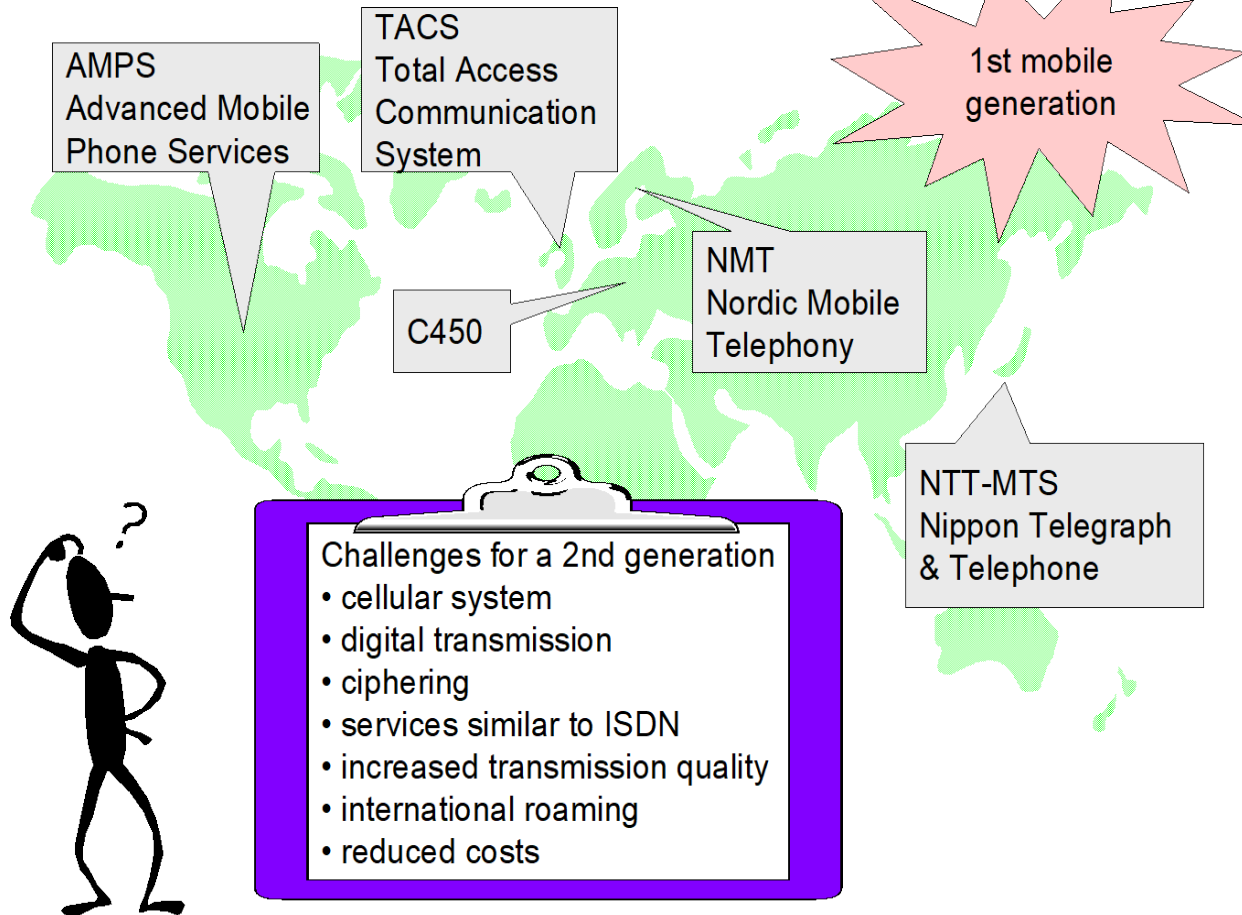 AMPS
Advanced Mobile
Phone Services
TACS
Total Access
Communication
System
1st mobile
generation
C450
NMT
Nordic Mobile
Telephony
NTT-MTS
Nippon Telegraph
& Telephone
?
Challenges for a 2nd generation
• cellular system
• digital transmission
• ciphering
• services similar to ISDN
• increased transmission quality
• international roaming
• reduced costs